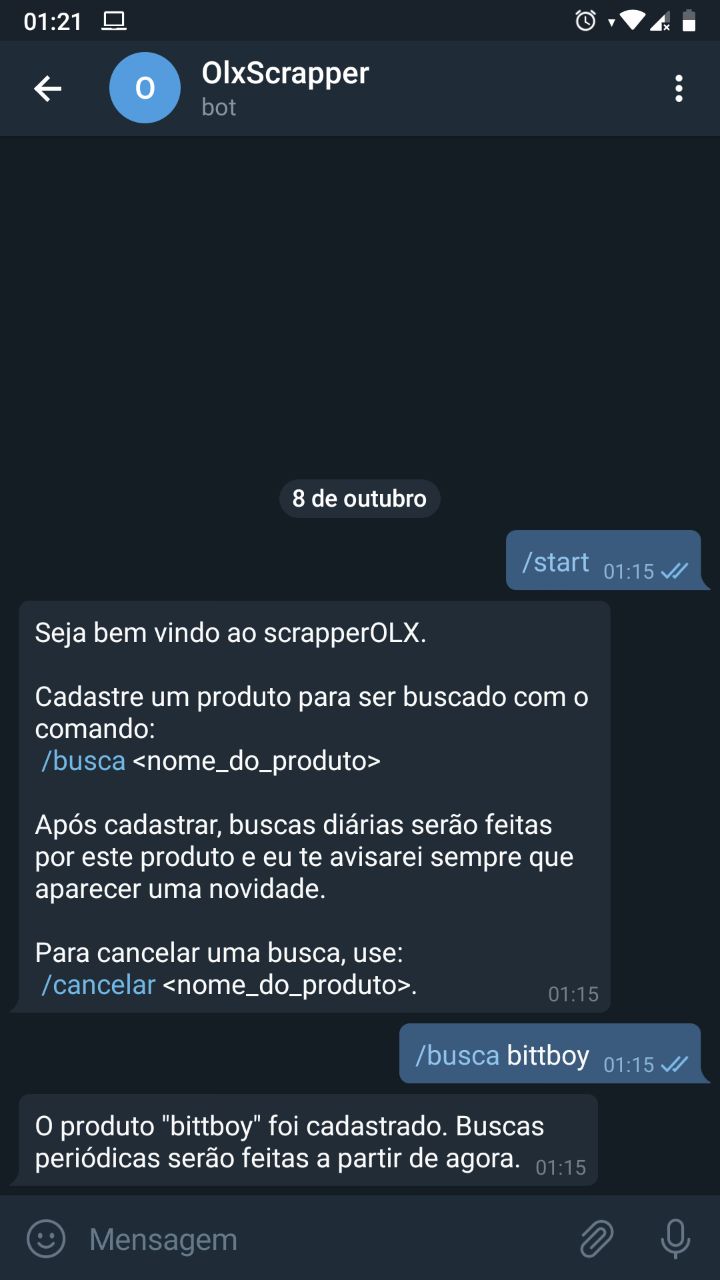 01:21
O
OlxScrapper
bot
8 de outubro
/start 01:15
Seja bem vindo ao scrapperOLX.
Cadastre um produto para ser buscado com o
comando:
/busca <nome_do_produto>
Após cadastrar, buscas diárias serão feitas
por este produto e eu te avisarei sempre que
aparecer uma novidade.
Para cancelar uma busca, use:
/cancelar <nome_do_produto>. 01:15
/busca bittboy 01:15
O produto "bittboy" foi cadastrado. Buscas
periódicas serão feitas a partir de agora. 01:15
Mensagem